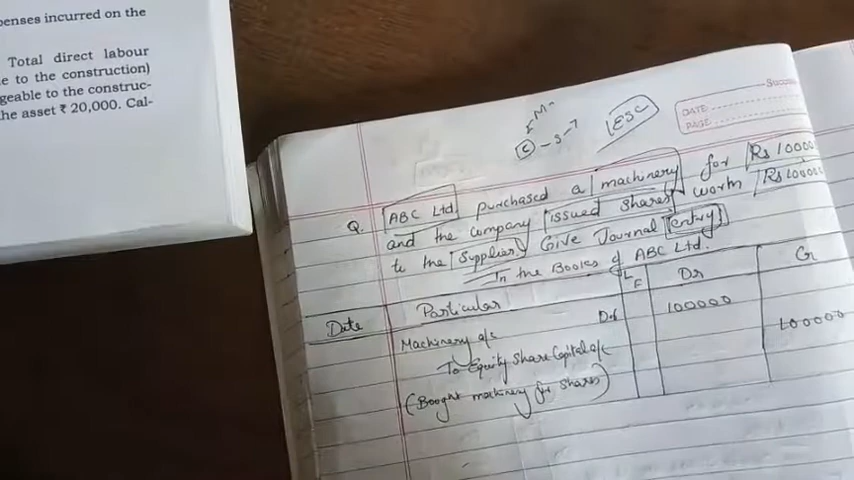 penses incurred on the
Total direct labour
e to the construction)
geable to the construc-
he asset ₹ 20,000. Cal-
ESC
DATE:
PAGE:
Q. ABC Ltd purchased a machinery for Rs 100000
and the company issued shares worth Rs 100000
to the Supplier. Give Journal entry.
In the Books of ABC Ltd.
Date Particular LF Dr Cr
Machinery a/c Dr 100000
To Equity Share Capital a/c 100000
(Bought machinery for shares)